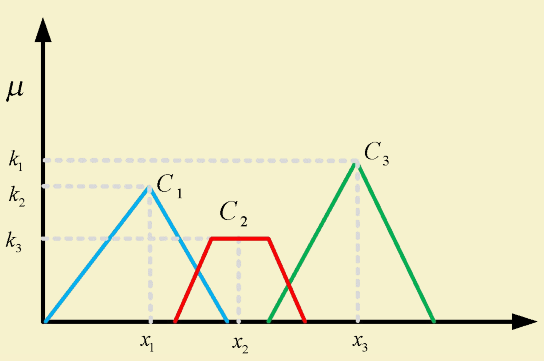 μ
k₁
C₃
k₂
C₁
C₂
k₃
x₁
x₂
x₃